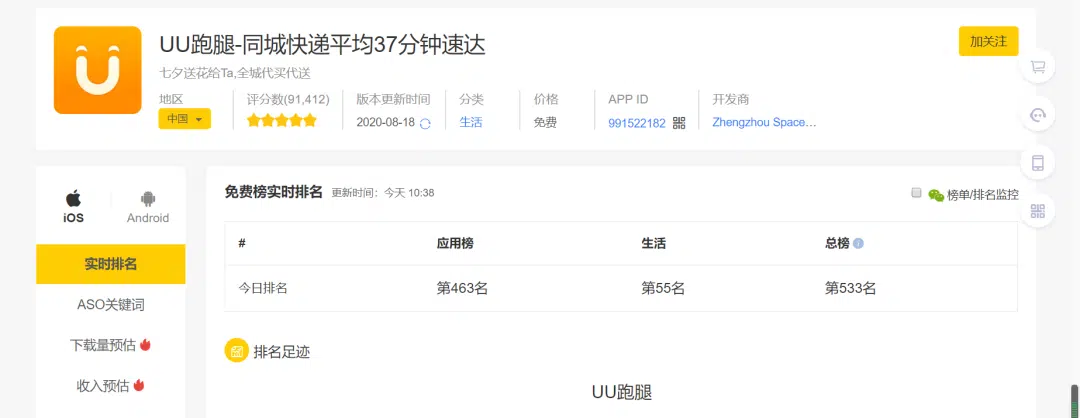 UU跑腿-同城快递平均37分钟速达
加关注
七夕送花给Ta,全城代买代送
地区 评分数(91,412) 版本更新时间 分类 价格 APP ID 开发商
中国 2020-08-18 生活 免费 991522182 Zhengzhou Space...
iOS Android
实时排名
ASO关键词
下载量预估
收入预估
免费榜实时排名 更新时间：今天 10:38 榜单/排名监控
# 应用榜 生活 总榜
今日排名 第463名 第55名 第533名
排名足迹
UU跑腿